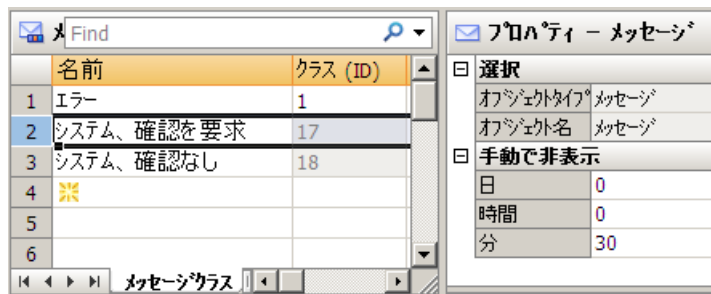 メ Find
名前 クラス (ID)
1 エラー 1
2 システム、確認を要求 17
3 システム、確認なし 18
4
5
6
メッセージクラス
プロパティ - メッセージ
選択
オブジェクトタイプ メッセージ
オブジェクト名 メッセージ
手動で非表示
日 0
時間 0
分 30